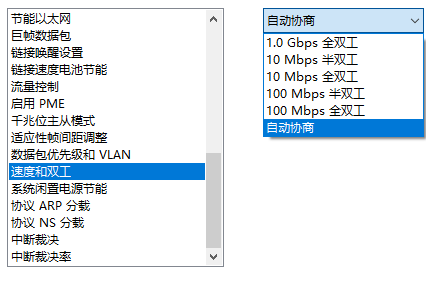 节能以太网
巨帧数据包
链接唤醒设置
链接速度电池节能
流量控制
启用 PME
千兆位主从模式
适应性帧间距调整
数据包优先级和 VLAN
速度和双工
系统闲置电源节能
协议 ARP 分载
协议 NS 分载
中断裁决
中断裁决率
自动协商
1.0 Gbps 全双工
10 Mbps 半双工
10 Mbps 全双工
100 Mbps 半双工
100 Mbps 全双工
自动协商